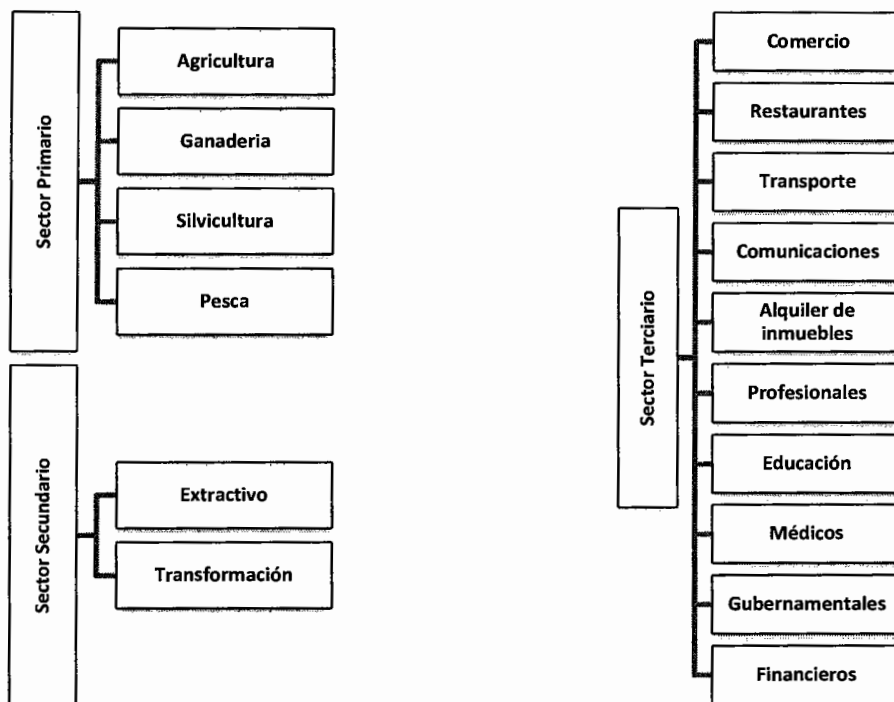 Sector Primario
Agricultura
Ganaderia
Silvicultura
Pesca
Sector Secundario
Extractivo
Transformación
Sector Terciario
Comercio
Restaurantes
Transporte
Comunicaciones
Alquiler de
inmuebles
Profesionales
Educación
Médicos
Gubernamentales
Financieros